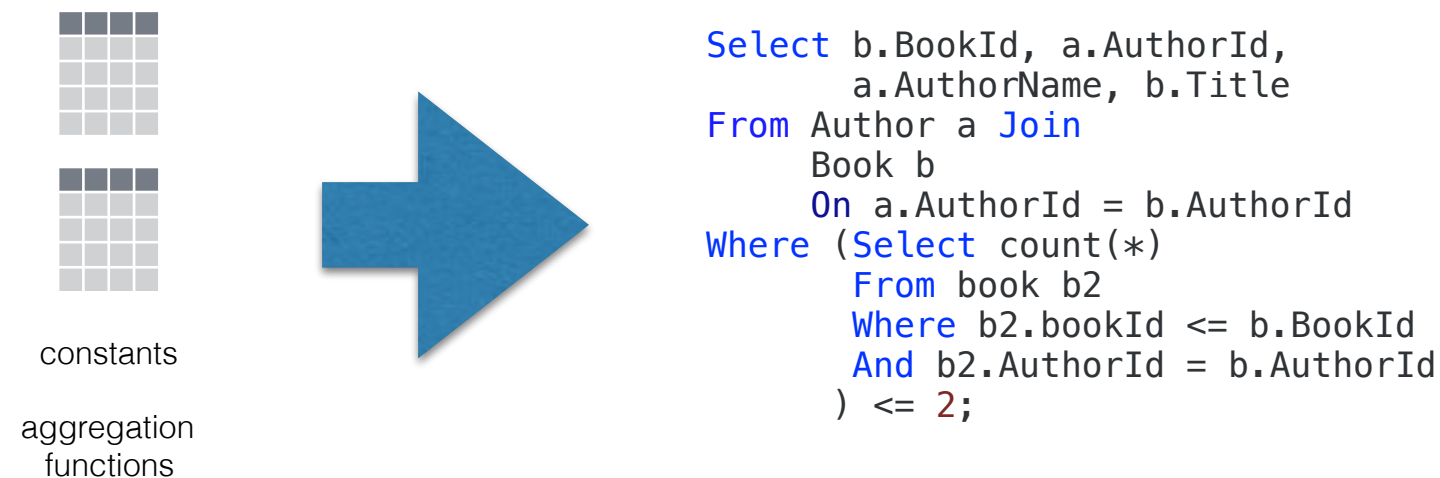 constants
aggregation
functions
Select b.BookId, a.AuthorId,
a.AuthorName, b.Title
From Author a Join
Book b
On a.AuthorId = b.AuthorId
Where (Select count(*)
From book b2
Where b2.bookId <= b.BookId
And b2.AuthorId = b.AuthorId
) <= 2;